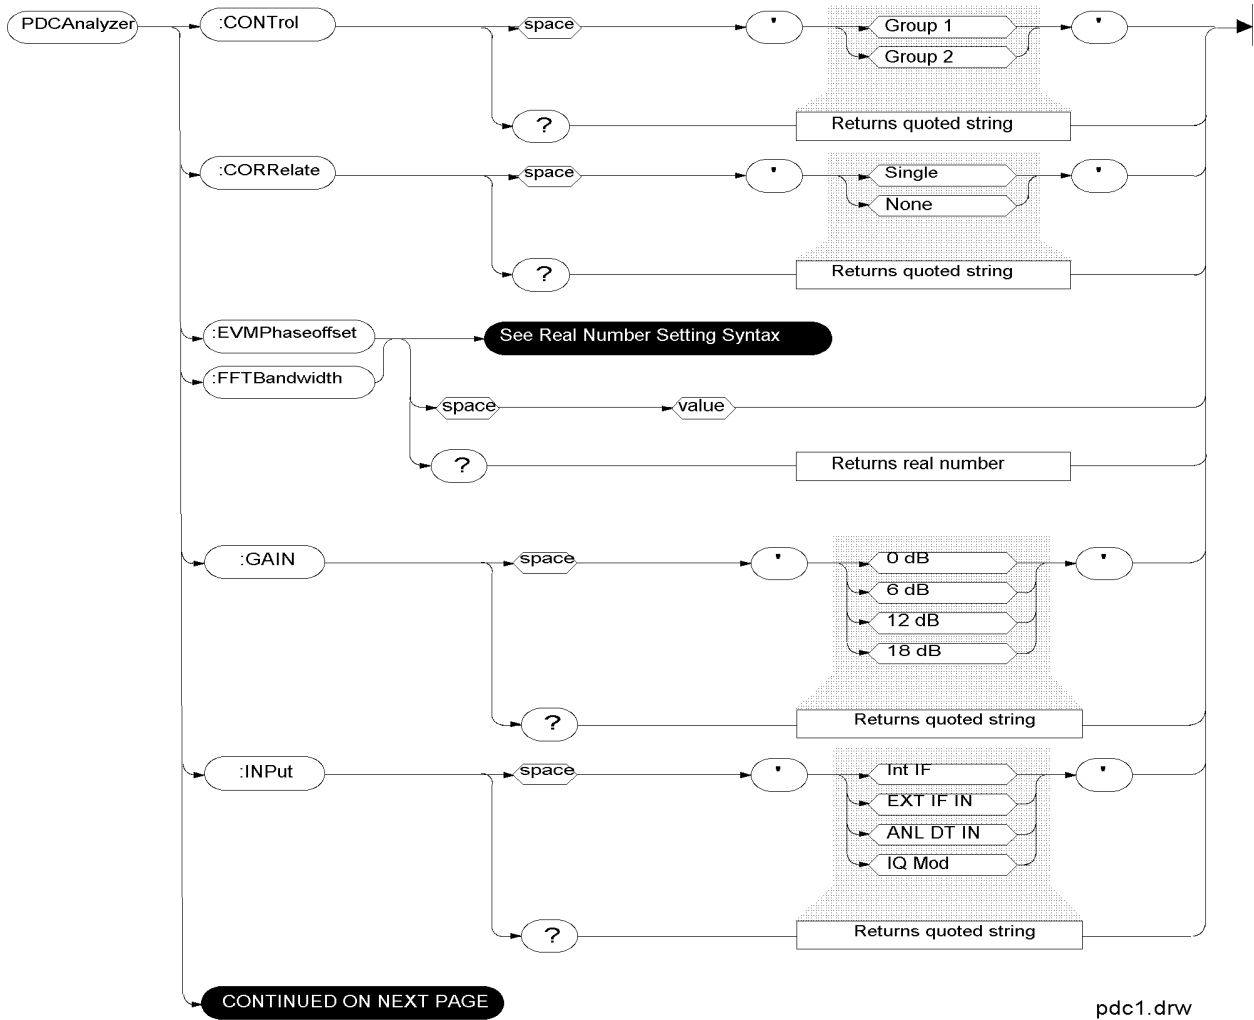 PDCAnalyzer
:CONTrol
space
'
Group 1
'
Group 2
?
Returns quoted string
:CORRelate
space
'
Single
'
None
?
Returns quoted string
:EVMPhaseoffset
See Real Number Setting Syntax
:FFTBandwidth
space
value
?
Returns real number
:GAIN
space
'
0 dB
'
6 dB
12 dB
18 dB
?
Returns quoted string
:INPut
space
'
Int IF
'
EXT IF IN
ANL DT IN
IQ Mod
?
Returns quoted string
CONTINUED ON NEXT PAGE
pdc1.drw